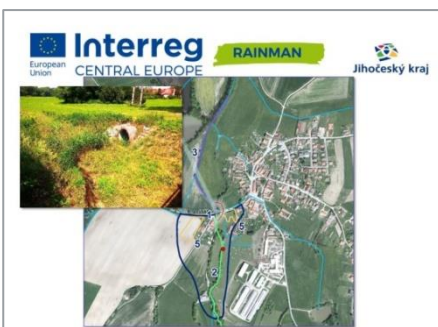 Interreg
RAINMAN
European
Union
CENTRAL EUROPE
Jihočeský kraj
3
5
5
2